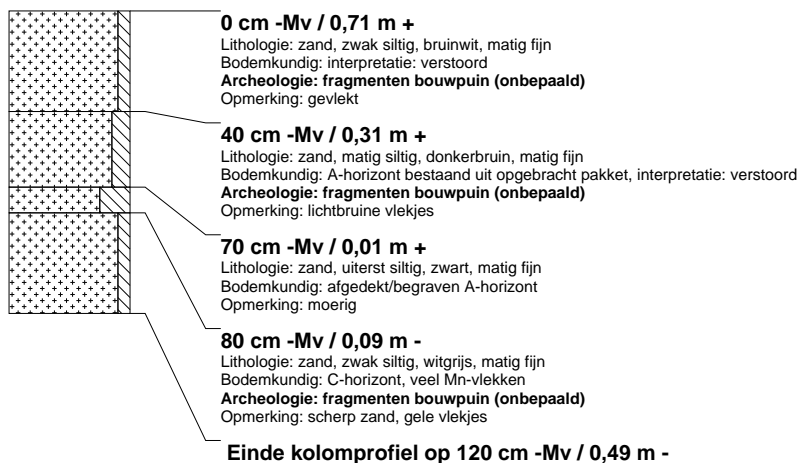 0 cm -Mv / 0,71 m +
Lithologie: zand, zwak siltig, bruinwit, matig fijn
Bodemkundig: interpretatie: verstoord
Archeologie: fragmenten bouwpuin (onbepaald)
Opmerking: gevlekt
40 cm -Mv / 0,31 m +
Lithologie: zand, matig siltig, donkerbruin, matig fijn
Bodemkundig: A-horizont bestaand uit opgebracht pakket, interpretatie: verstoord
Archeologie: fragmenten bouwpuin (onbepaald)
Opmerking: lichtbruine vlekjes
70 cm -Mv / 0,01 m +
Lithologie: zand, uiterst siltig, zwart, matig fijn
Bodemkundig: afgedekt/begraven A-horizont
Opmerking: moerig
80 cm -Mv / 0,09 m -
Lithologie: zand, zwak siltig, witgrijs, matig fijn
Bodemkundig: C-horizont, veel Mn-vlekken
Archeologie: fragmenten bouwpuin (onbepaald)
Opmerking: scherp zand, gele vlekjes
Einde kolomprofiel op 120 cm -Mv / 0,49 m -